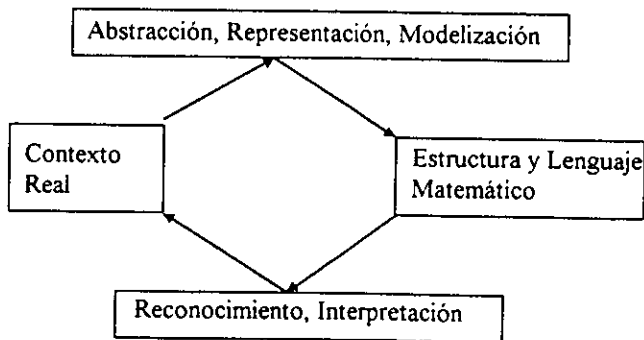 Abstracción, Representación, Modelización
Contexto
Real
Estructura y Lenguaje
Matemático
Reconocimiento, Interpretación